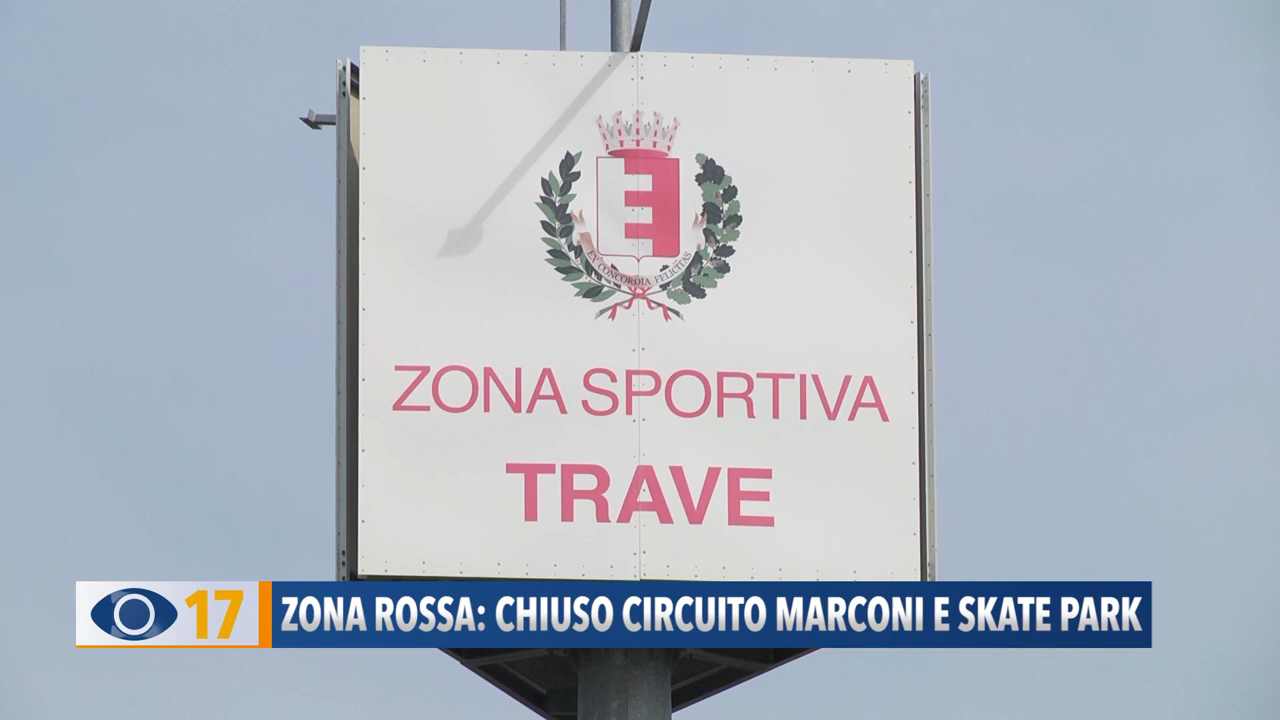 EX CONCORDIA FELICITAS
ZONA SPORTIVA
TRAVE
17 ZONA ROSSA: CHIUSO CIRCUITO MARCONI E SKATE PARK